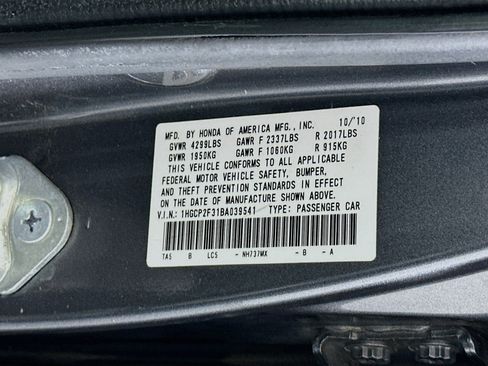 MFD. BY HONDA OF AMERICA MFG., INC. 10/10
GVWR 4299LBS GAWR F 2337LBS R 2017LBS
GVWR 1950KG GAWR F 1060KG R 915KG
THIS VEHICLE CONFORMS TO ALL APPLICABLE
FEDERAL MOTOR VEHICLE SAFETY, BUMPER,
AND THEFT PREVENTION STANDARDS IN EFFECT
ON THE DATE OF MANUFACTURE SHOWN ABOVE.
V.I.N.: 1HGCP2F31BA039541 TYPE: PASSENGER CAR
TA5 B LC5 - NH737MX - B - A